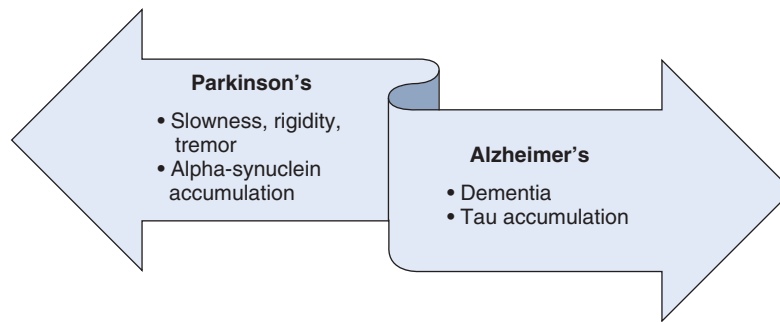 Parkinson's
• Slowness, rigidity,
tremor
• Alpha-synuclein
accumulation
Alzheimer's
• Dementia
• Tau accumulation